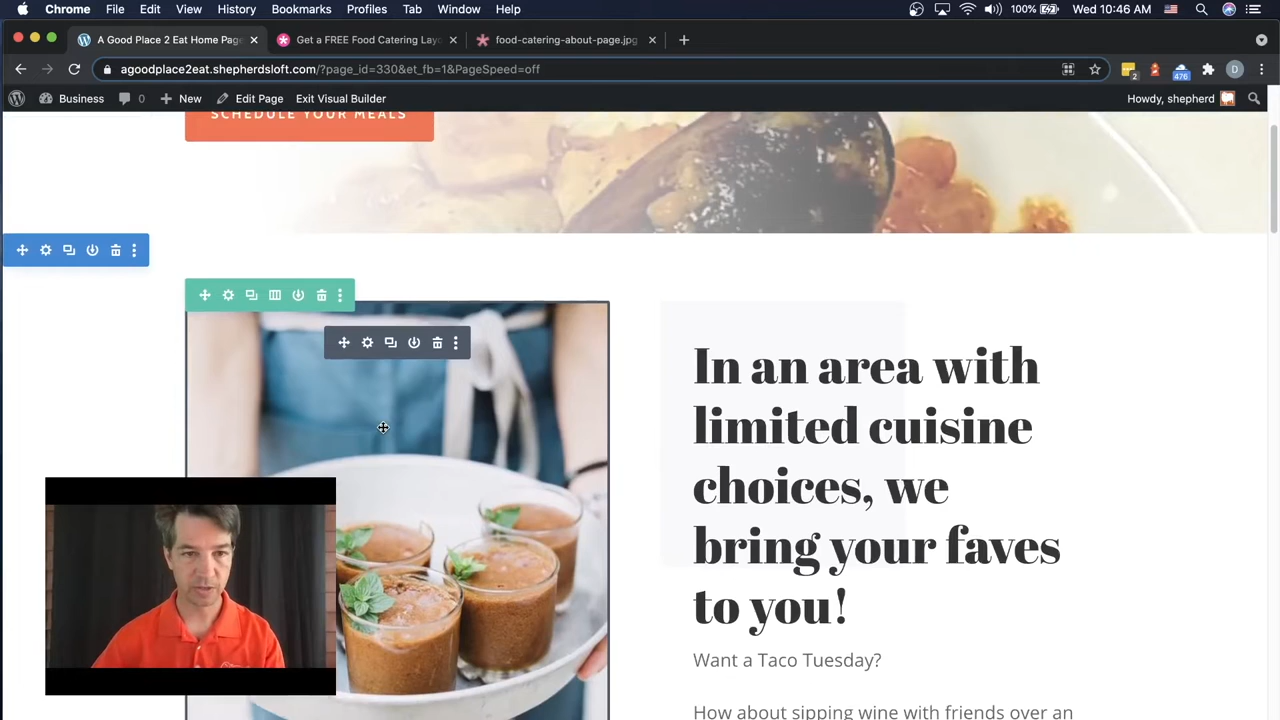 Chrome File Edit View History Bookmarks Profiles Tab Window Help 100% Wed 10:46 AM
A Good Place 2 Eat Home Page Get a FREE Food Catering Layo food-catering-about-page.jpg
agoodplace2eat.shepherdsloft.com/?page_id=330&et_fb=1&PageSpeed=off 2 476 D
Business 0 New Edit Page Exit Visual Builder Howdy, shepherd
SCHEDULE YOUR MEALS
In an area with
limited cuisine
choices, we
bring your faves
to you!
Want a Taco Tuesday?
How about sipping wine with friends over an